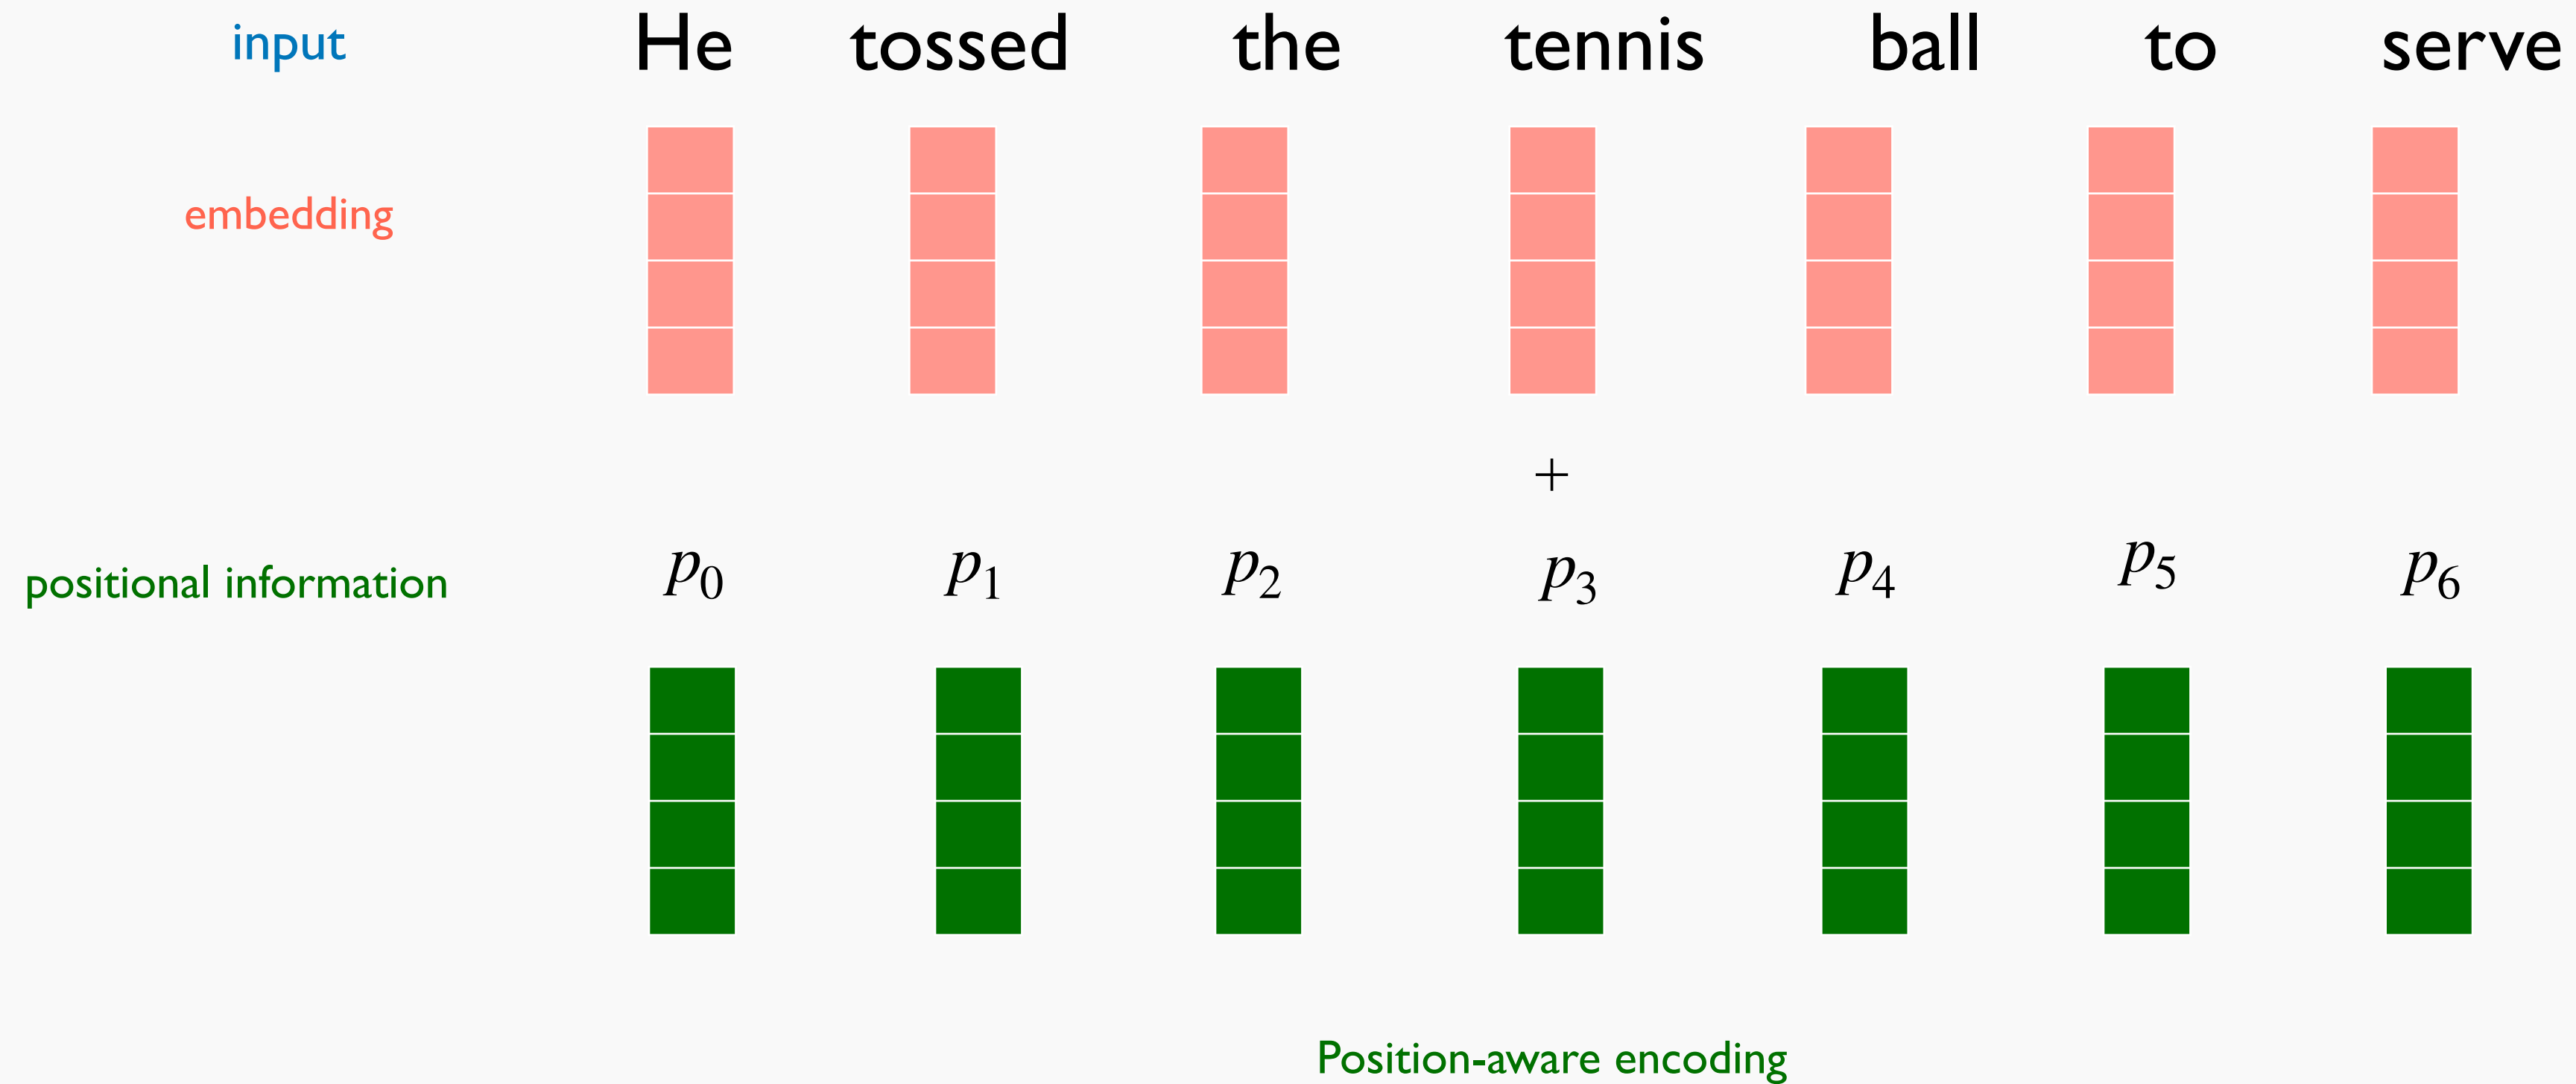 input He tossed the tennis ball to serve
embedding
+
positional information p₀ p₁ p₂ p₃ p₄ p₅ p₆
Position-aware encoding